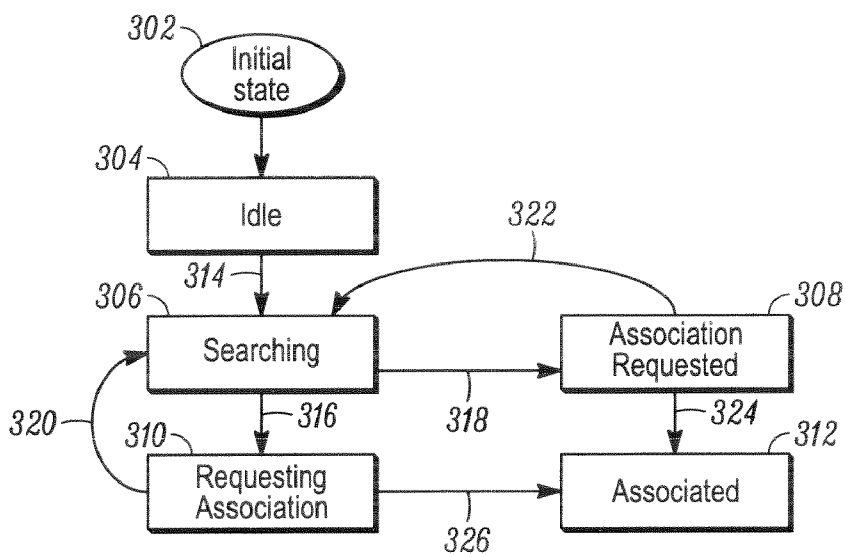 302
Initial
state
304
Idle
314
322
306
Searching
308
Association
Requested
320
316
318
324
310
Requesting
Association
312
Associated
326